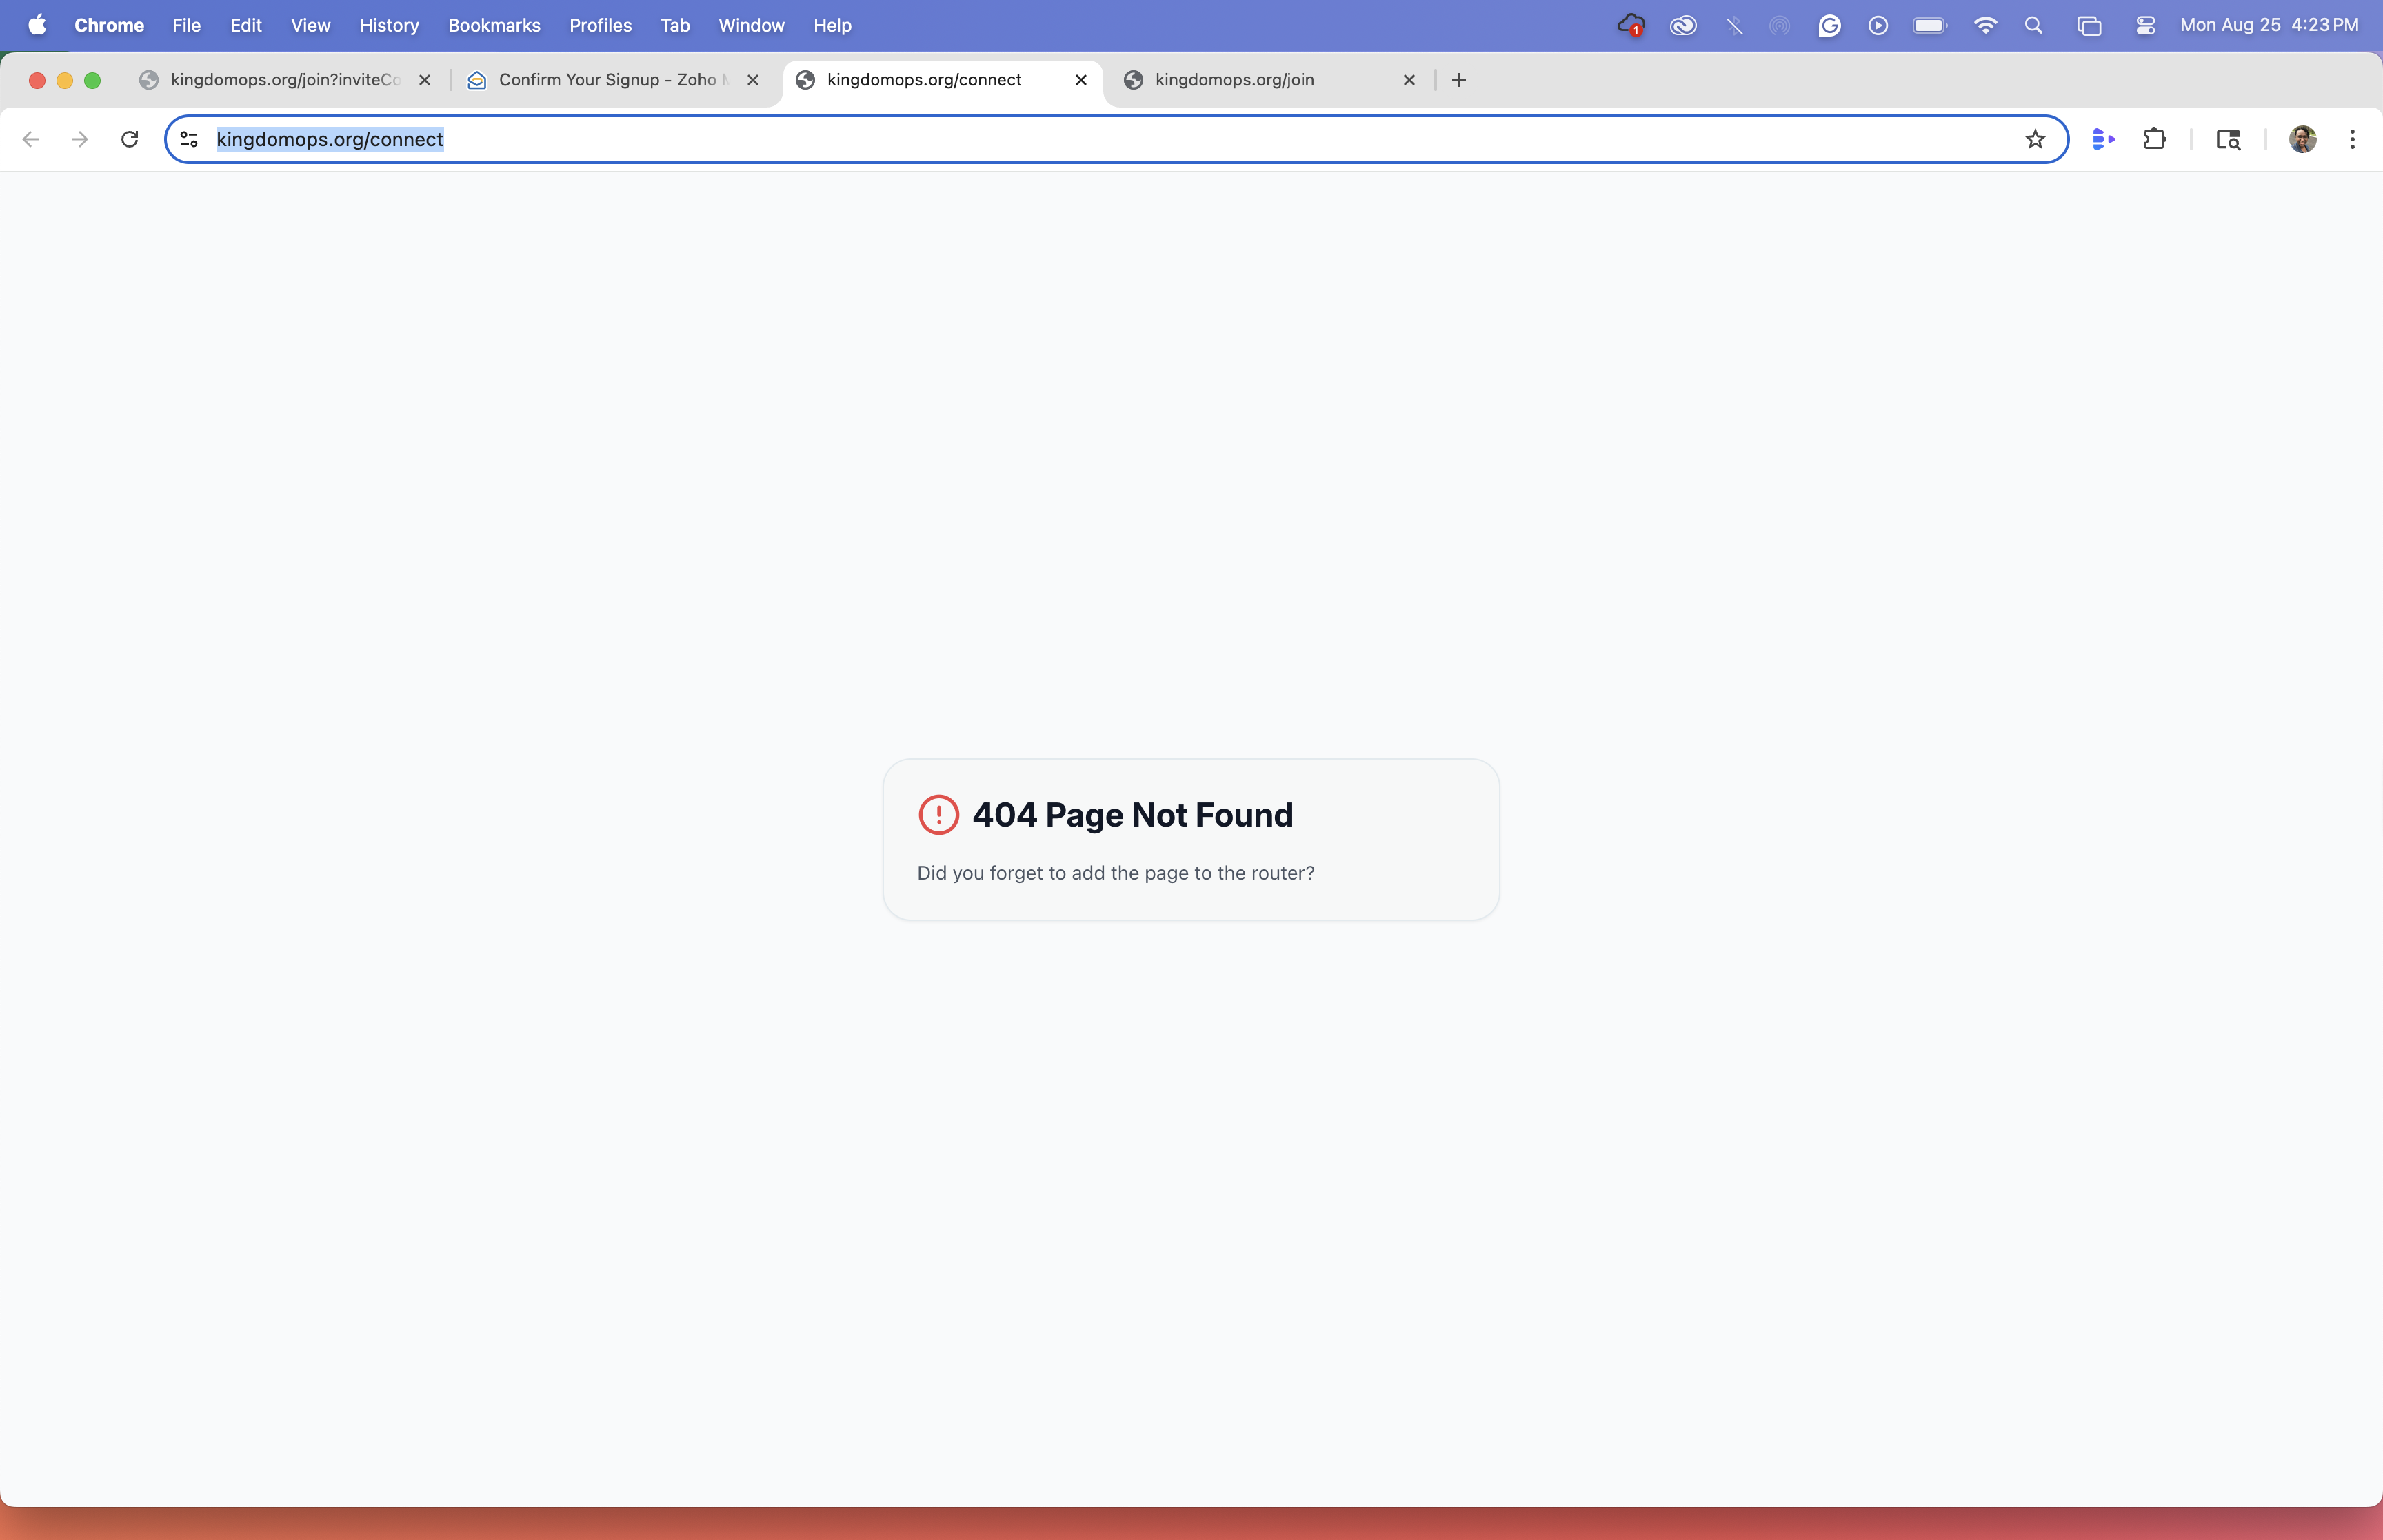 Chrome File Edit View History Bookmarks Profiles Tab Window Help 1 Mon Aug 25 4:23 PM
kingdomops.org/join?inviteCo Confirm Your Signup - Zoho kingdomops.org/connect kingdomops.org/join
kingdomops.org/connect
404 Page Not Found
Did you forget to add the page to the router?